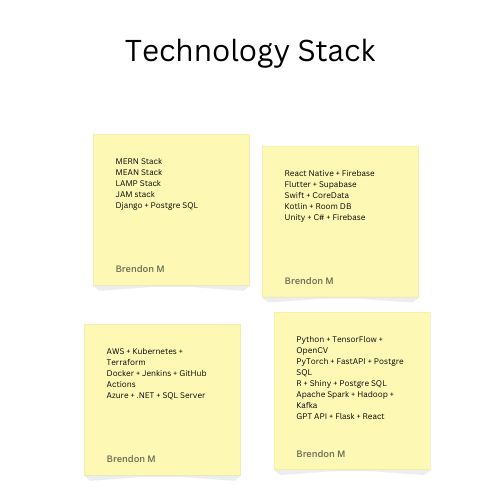 Technology Stack
MERN Stack
MEAN Stack
LAMP Stack
JAM stack
Django + Postgre SQL
Brendon M
React Native + Firebase
Flutter + Supabase
Swift + CoreData
Kotlin + Room DB
Unity + C# + Firebase
Brendon M
AWS + Kubernetes +
Terraform
Docker + Jenkins + GitHub
Actions
Azure + .NET + SQL Server
Brendon M
Python + TensorFlow +
OpenCV
PyTorch + FastAPI + Postgre
SQL
R + Shiny + Postgre SQL
Apache Spark + Hadoop +
Kafka
GPT API + Flask + React
Brendon M